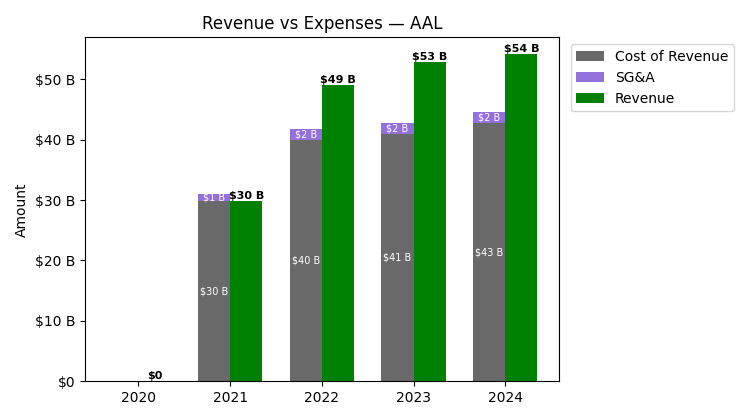 Revenue vs Expenses — AAL
Cost of Revenue
SG&A
Revenue
Amount
$50 B
$40 B
$30 B
$20 B
$10 B
$0
$0
$30 B
$1 B
$30 B
$40 B
$2 B
$49 B
$41 B
$2 B
$53 B
$43 B
$2 B
$54 B
2020
2021
2022
2023
2024